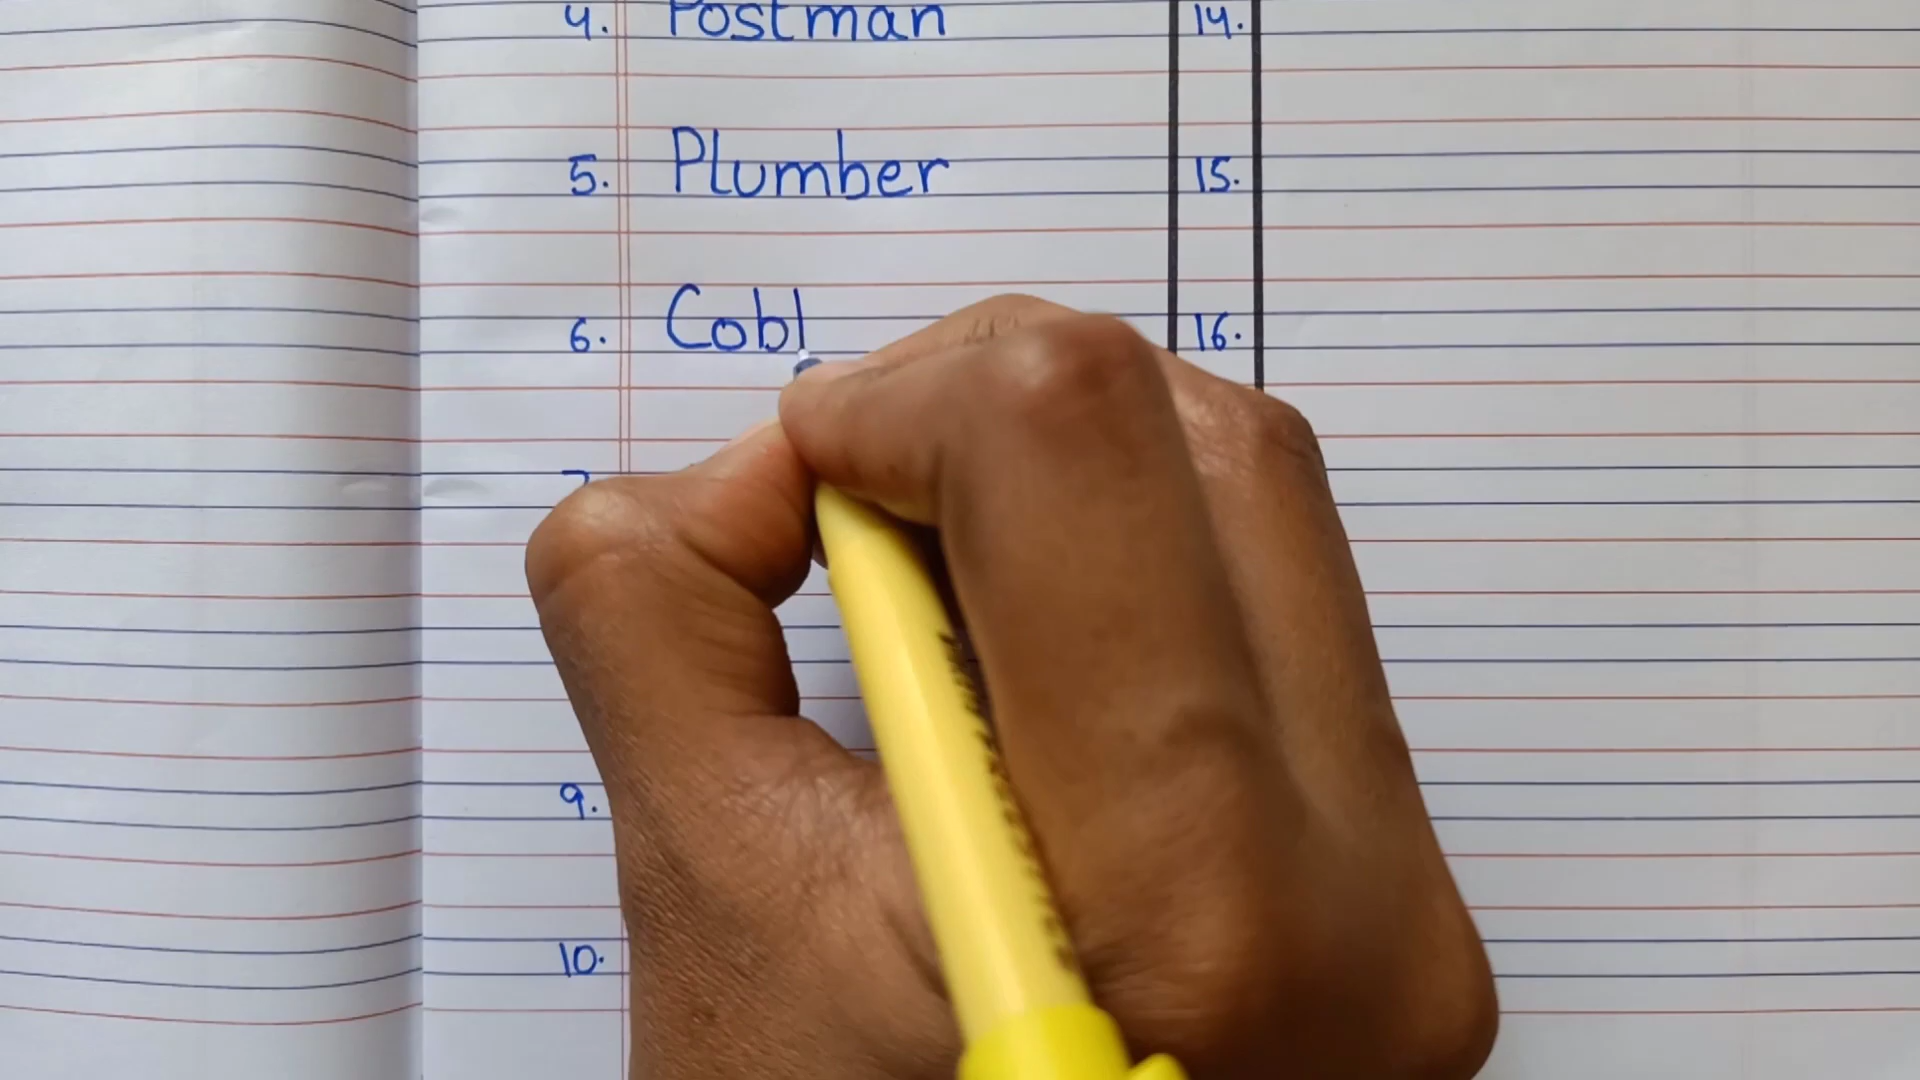 4. Postman 14.
5. Plumber 15.
6. Cobl 16.
9.
10.